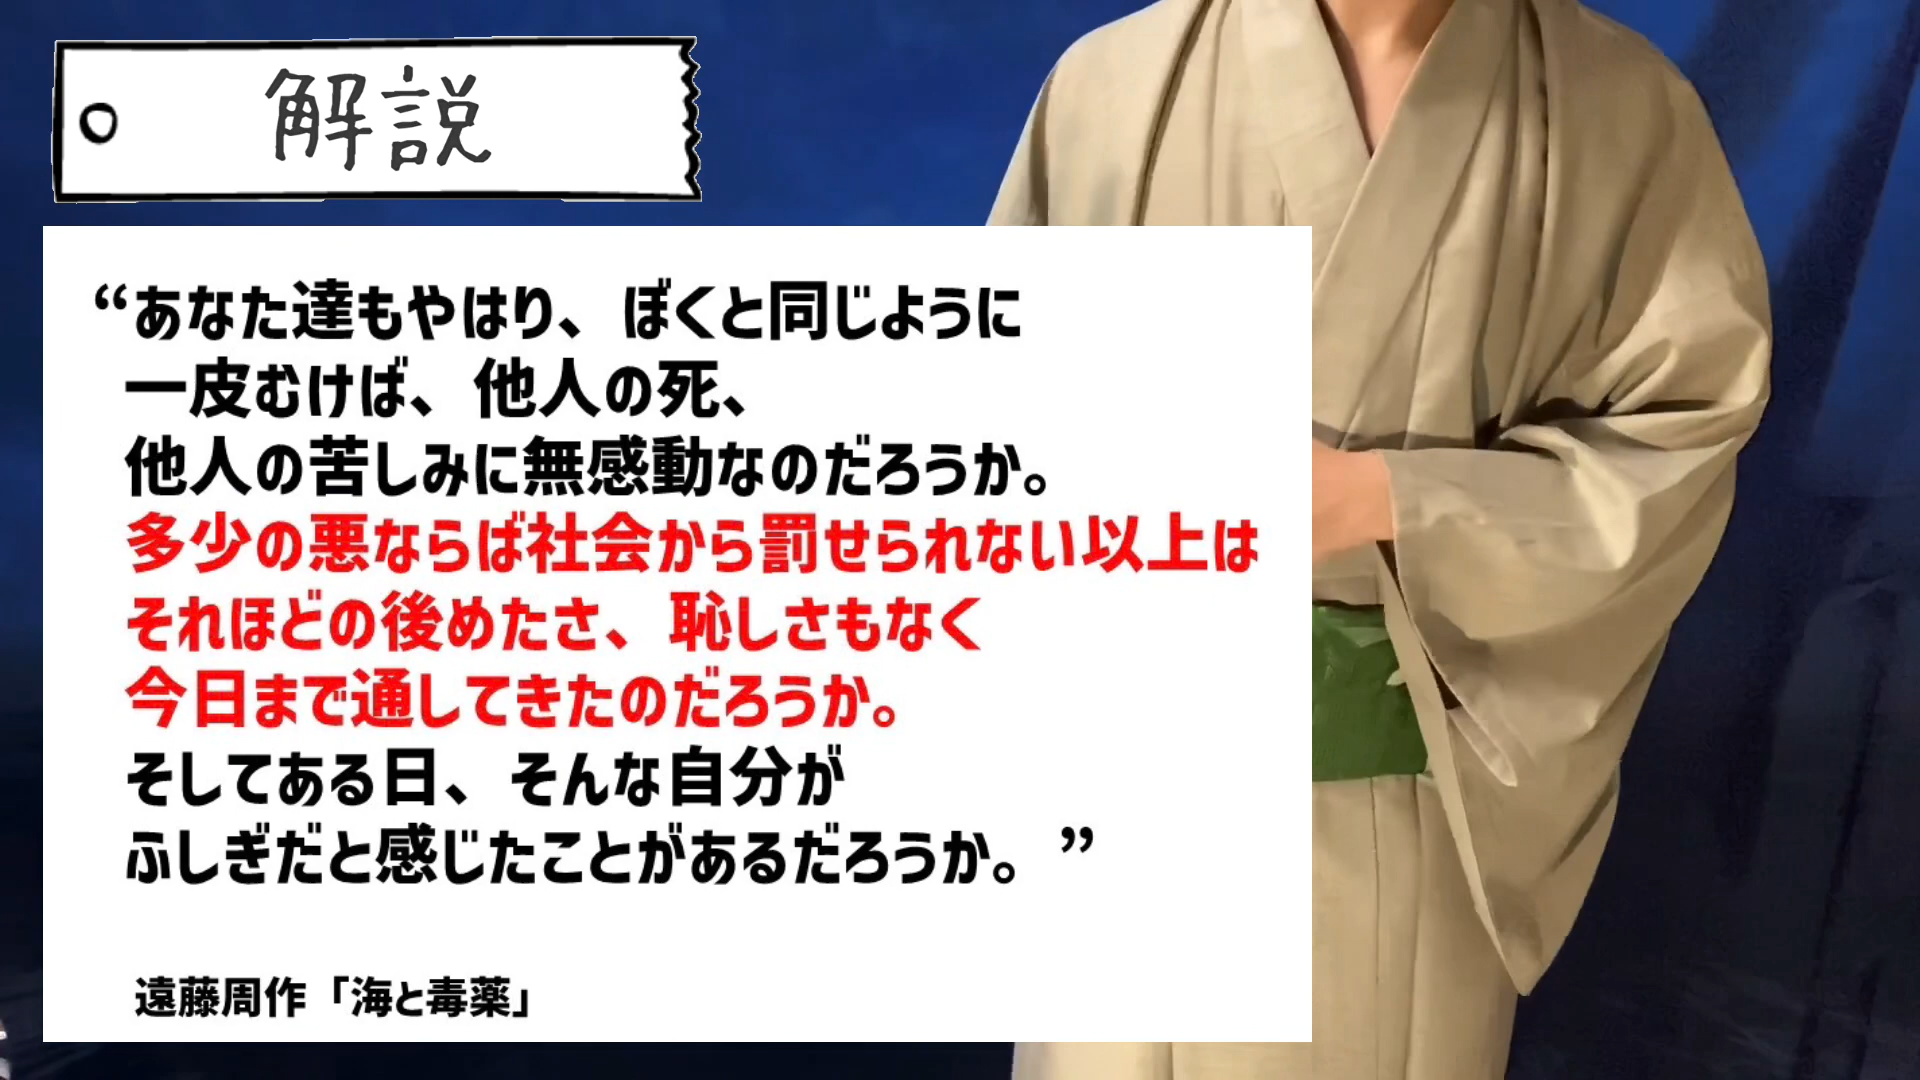 解説
“あなた達もやはり、ぼくと同じように
一皮むけば、他人の死、
他人の苦しみに無感動なのだろうか。
多少の悪ならば社会から罰せられない以上は
それほどの後めたさ、恥しさもなく
今日まで通してきたのだろうか。
そしてある日、そんな自分が
ふしぎだと感じたことがあるだろうか。”
遠藤周作「海と毒薬」